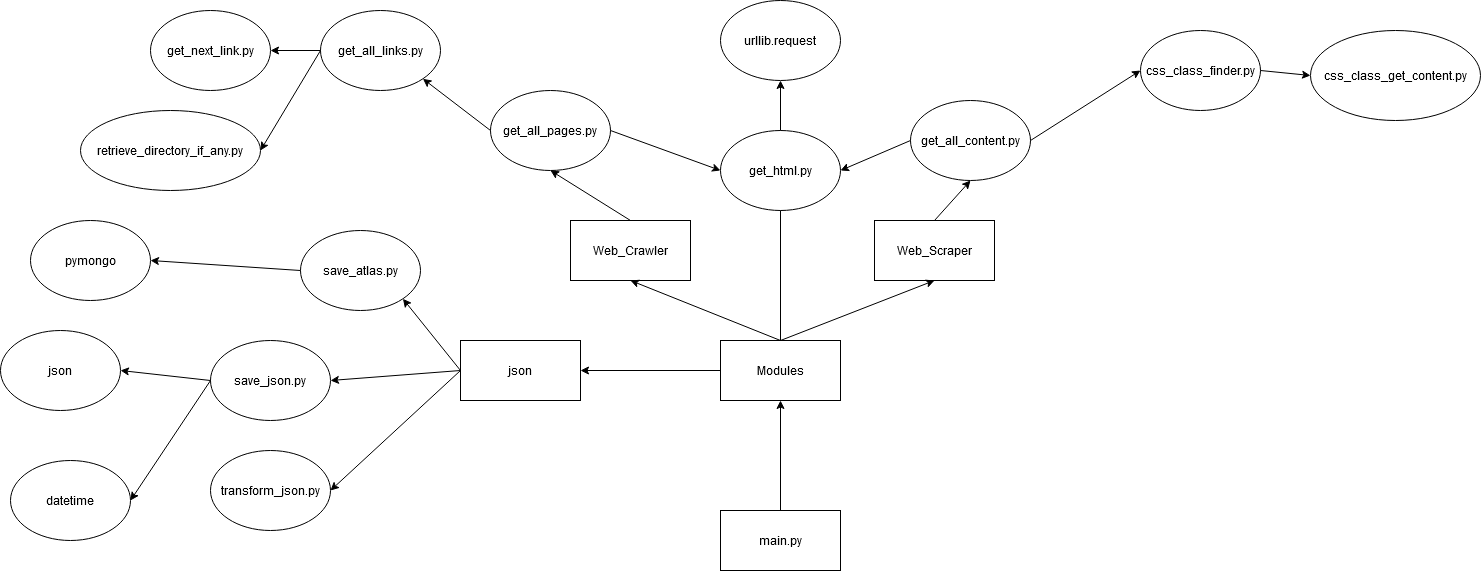 urllib.request
get_next_link.py
get_all_links.py
css_class_finder.py
css_class_get_content.py
get_all_pages.py
get_all_content.py
retrieve_directory_if_any.py
get_html.py
Web_Crawler
Web_Scraper
pymongo
save_atlas.py
json
save_json.py
json
Modules
datetime
transform_json.py
main.py